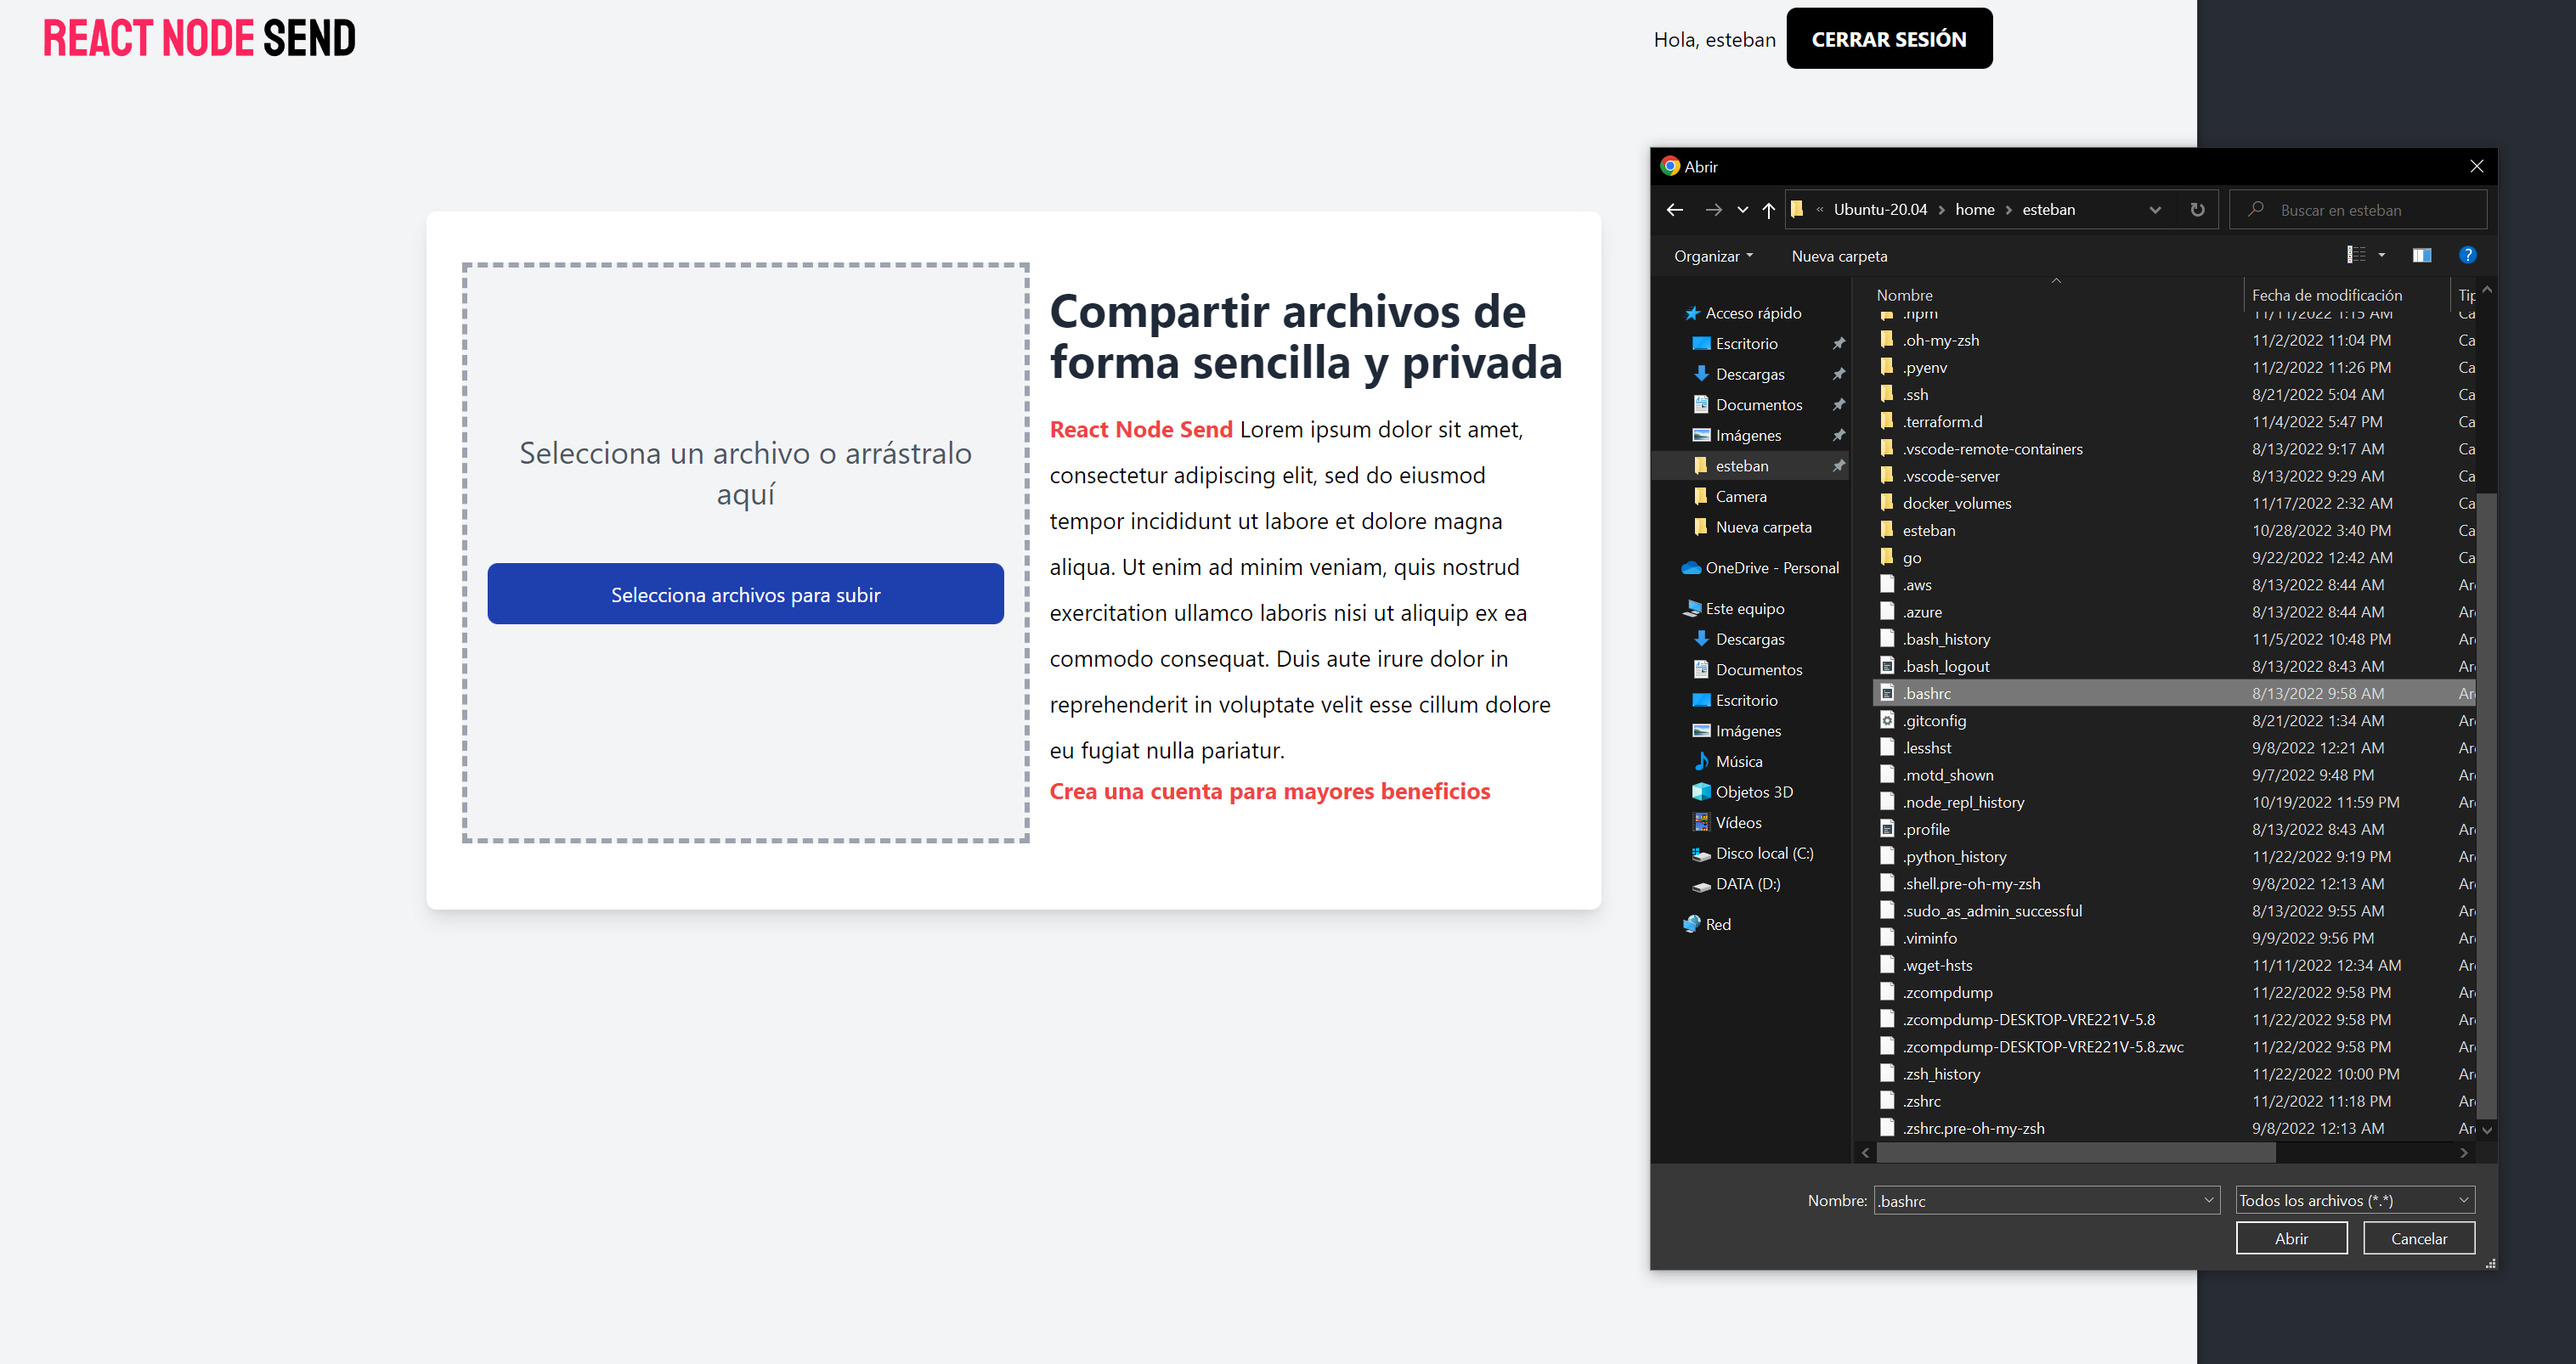 REACT NODE SEND
Hola, esteban
CERRAR SESIÓN
Selecciona un archivo o arrástralo
aquí
Selecciona archivos para subir
Compartir archivos de
forma sencilla y privada
React Node Send Lorem ipsum dolor sit amet,
consectetur adipiscing elit, sed do eiusmod
tempor incididunt ut labore et dolore magna
aliqua. Ut enim ad minim veniam, quis nostrud
exercitation ullamco laboris nisi ut aliquip ex ea
commodo consequat. Duis aute irure dolor in
reprehenderit in voluptate velit esse cillum dolore
eu fugiat nulla pariatur.
Crea una cuenta para mayores beneficios
Abrir
« Ubuntu-20.04 > home > esteban
Buscar en esteban
Organizar
Nueva carpeta
Acceso rápido
Escritorio
Descargas
Documentos
Imágenes
esteban
Camera
Nueva carpeta
OneDrive - Personal
Este equipo
Descargas
Documentos
Escritorio
Imágenes
Música
Objetos 3D
Vídeos
Disco local (C:)
DATA (D:)
Red
Nombre Fecha de modificación Tip
.npm 11/11/2022 1:15 AM Ca
.oh-my-zsh 11/2/2022 11:04 PM Ca
.pyenv 11/2/2022 11:26 PM Ca
.ssh 8/21/2022 5:04 AM Ca
.terraform.d 11/4/2022 5:47 PM Ca
.vscode-remote-containers 8/13/2022 9:17 AM Ca
.vscode-server 8/13/2022 9:29 AM Ca
docker_volumes 11/17/2022 2:32 AM Ca
esteban 10/28/2022 3:40 PM Ca
go 9/22/2022 12:42 AM Ca
.aws 8/13/2022 8:44 AM Ar
.azure 8/13/2022 8:44 AM Ar
.bash_history 11/5/2022 10:48 PM Ar
.bash_logout 8/13/2022 8:43 AM Ar
.bashrc 8/13/2022 9:58 AM Ar
.gitconfig 8/21/2022 1:34 AM Ar
.lesshst 9/8/2022 12:21 AM Ar
.motd_shown 9/7/2022 9:48 PM Ar
.node_repl_history 10/19/2022 11:59 PM Ar
.profile 8/13/2022 8:43 AM Ar
.python_history 11/22/2022 9:19 PM Ar
.shell.pre-oh-my-zsh 9/8/2022 12:13 AM Ar
.sudo_as_admin_successful 8/13/2022 9:55 AM Ar
.viminfo 9/9/2022 9:56 PM Ar
.wget-hsts 11/11/2022 12:34 AM Ar
.zcompdump 11/22/2022 9:58 PM Ar
.zcompdump-DESKTOP-VRE221V-5.8 11/22/2022 9:58 PM Ar
.zcompdump-DESKTOP-VRE221V-5.8.zwc 11/22/2022 9:58 PM Ar
.zsh_history 11/22/2022 10:00 PM Ar
.zshrc 11/2/2022 11:18 PM Ar
.zshrc.pre-oh-my-zsh 9/8/2022 12:13 AM Ar
Nombre: .bashrc
Todos los archivos (*.*)
Abrir
Cancelar